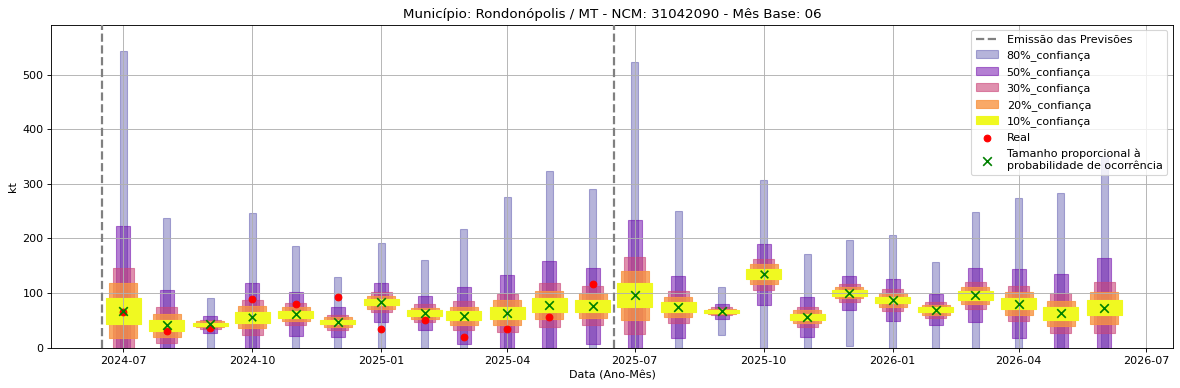 Município: Rondonópolis / MT - NCM: 31042090 - Mês Base: 06
Emissão das Previsões
80%_confiança
50%_confiança
30%_confiança
20%_confiança
10%_confiança
Real
Tamanho proporcional à
probabilidade de ocorrência
500
400
300
200
100
0
kt
2024-07 2024-10 2025-01 2025-04 2025-07 2025-10 2026-01 2026-04 2026-07
Data (Ano-Mês)